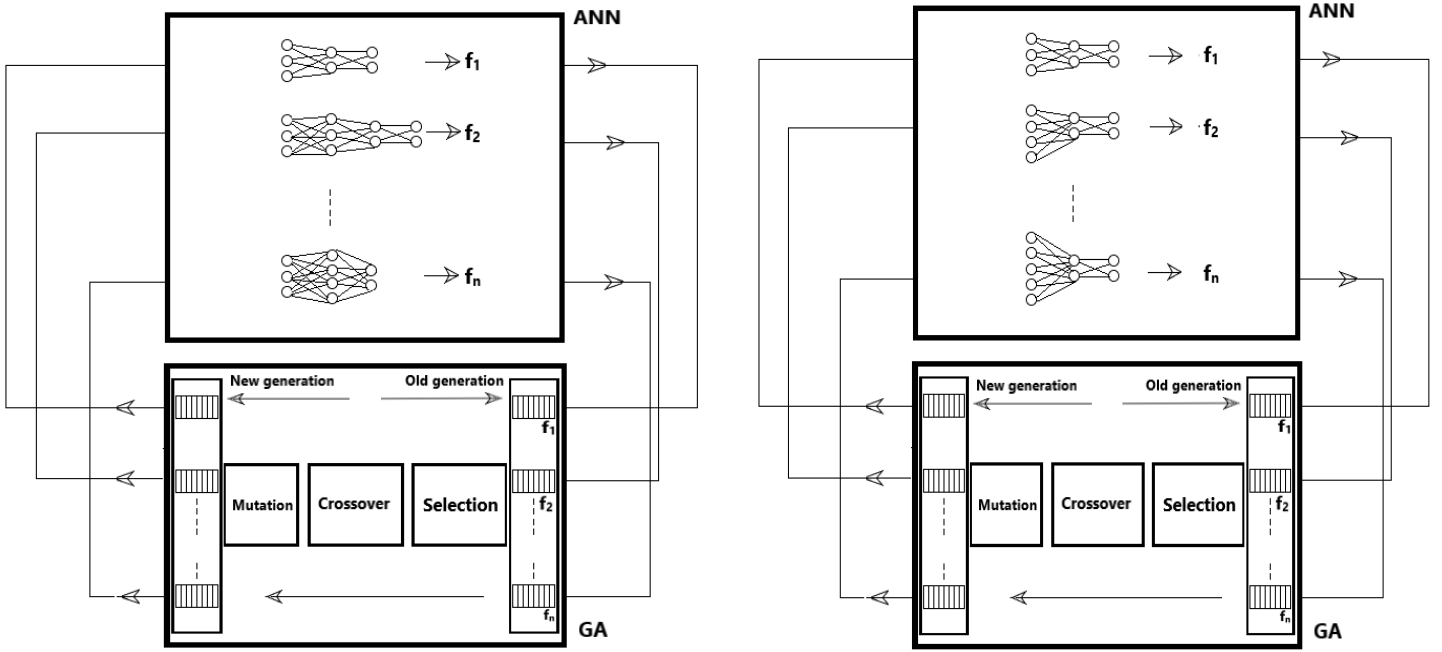 ANN
f1
f2
fn
New generation
Old generation
f1
Mutation
Crossover
Selection
f2
fn
GA
ANN
f1
f2
fn
New generation
Old generation
f1
Mutation
Crossover
Selection
f2
fn
GA